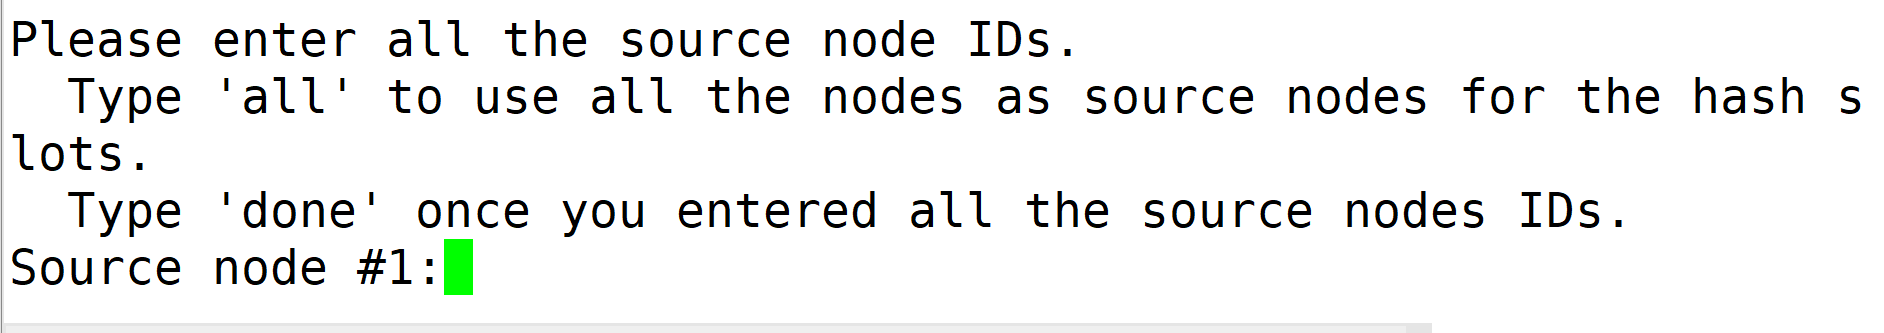 Please enter all the source node IDs.
  Type 'all' to use all the nodes as source nodes for the hash s
lots.
  Type 'done' once you entered all the source nodes IDs.
Source node #1: